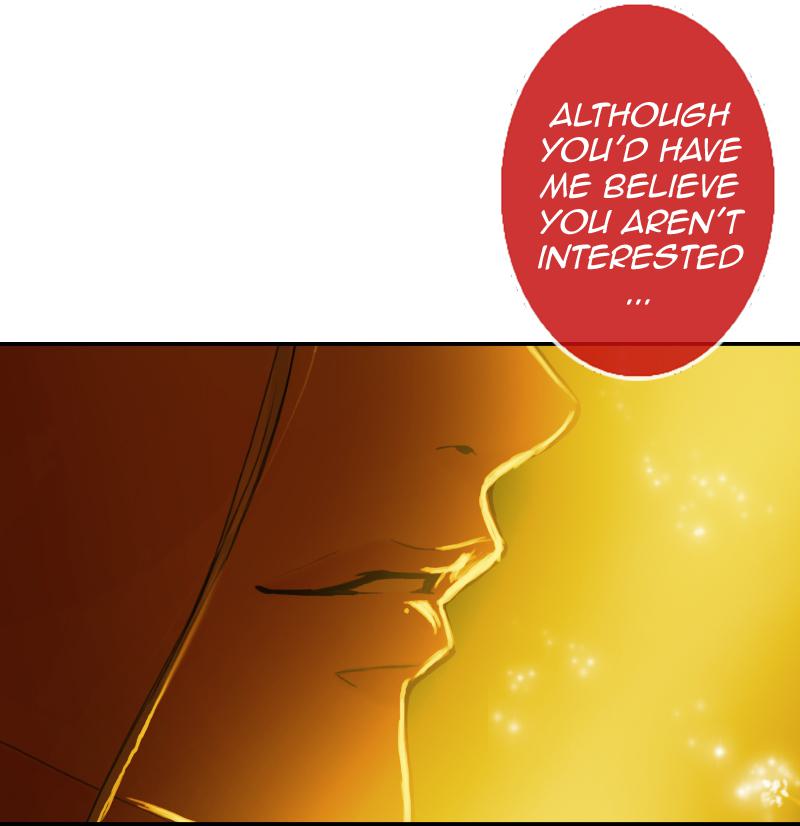 ALTHOUGH
YOU'D HAVE
ME BELIEVE
YOU AREN'T
INTERESTED
...